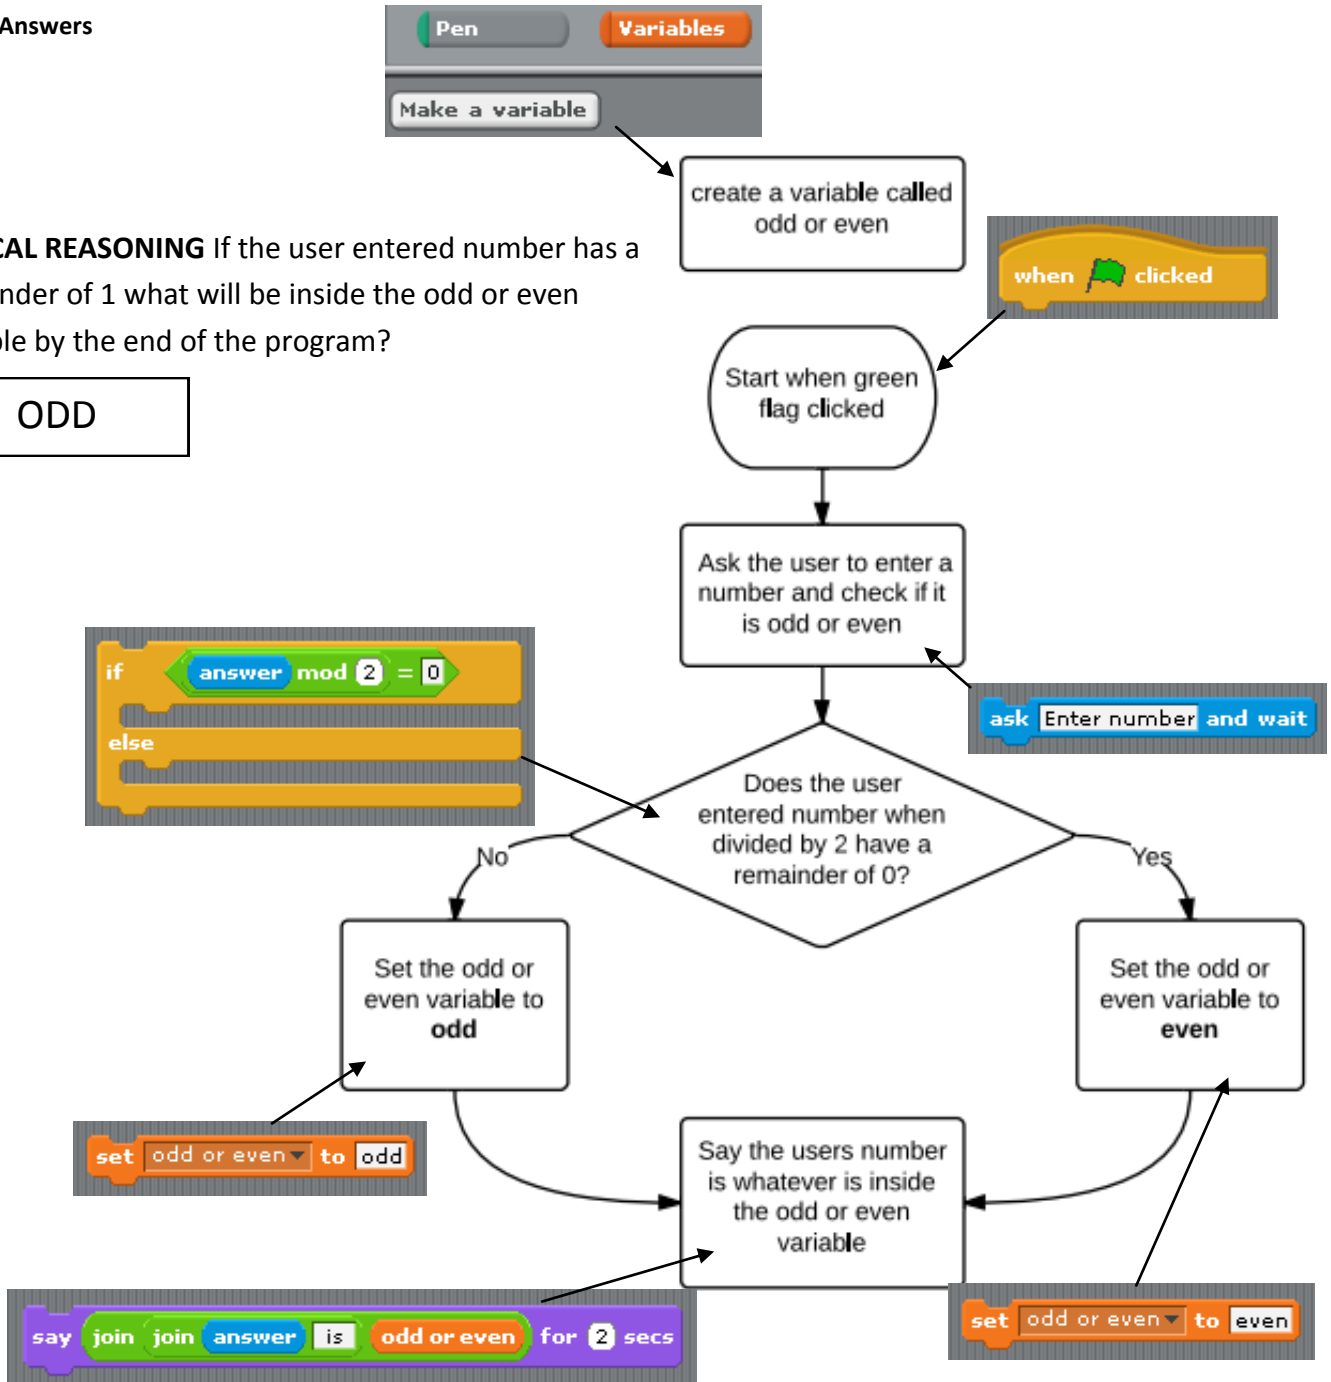 Answers
Pen Variables
Make a variable
create a variable called
odd or even
CAL REASONING If the user entered number has a
nder of 1 what will be inside the odd or even
ble by the end of the program?
ODD
when clicked
Start when green
flag clicked
Ask the user to enter a
number and check if it
is odd or even
if answer mod 2 = 0
else
ask Enter number and wait
Does the user
entered number when
divided by 2 have a
remainder of 0?
No
Yes
Set the odd or
even variable to
odd
Set the odd or
even variable to
even
set odd or even to odd
Say the users number
is whatever is inside
the odd or even
variable
set odd or even to even
say join join answer is odd or even for 2 secs